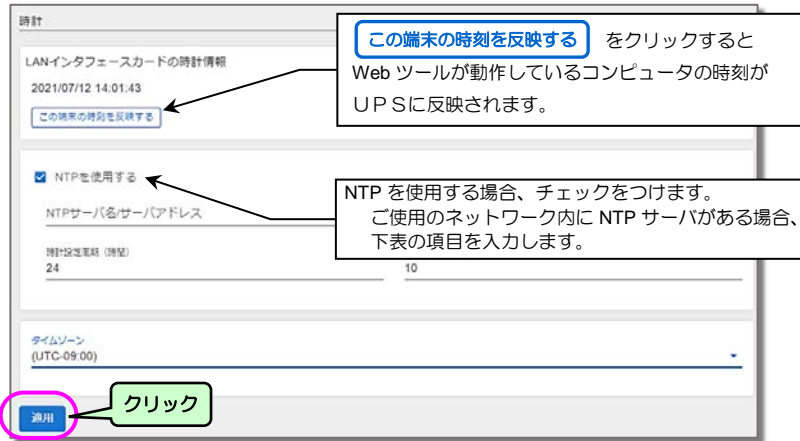 時計
この端末の時刻を反映する をクリックすると
Web ツールが動作しているコンピュータの時刻が
UPSに反映されます。
LANインタフェースカードの時計情報
2021/07/12 14:01:43
この端末の時刻を反映する
NTPを使用する
NTP を使用する場合、チェックをつけます。
ご使用のネットワーク内に NTP サーバがある場合、
下表の項目を入力します。
NTPサーバ名/サーバアドレス
時計設定周期（時間）
24
10
タイムゾーン
(UTC-09:00)
適用
クリック